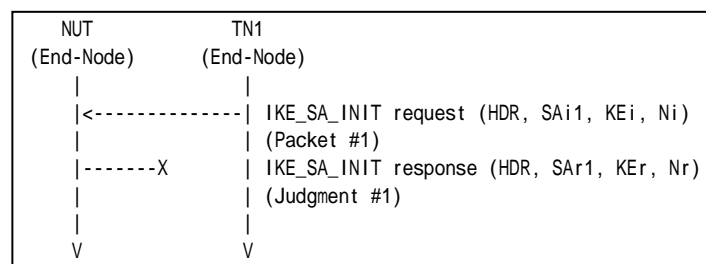 NUT TN1
(End-Node) (End-Node)
| |
|<--------------| IKE_SA_INIT request (HDR, SAi1, KEi, Ni)
| | (Packet #1)
|-------X | IKE_SA_INIT response (HDR, SAr1, KEr, Nr)
| | (Judgment #1)
| |
V V